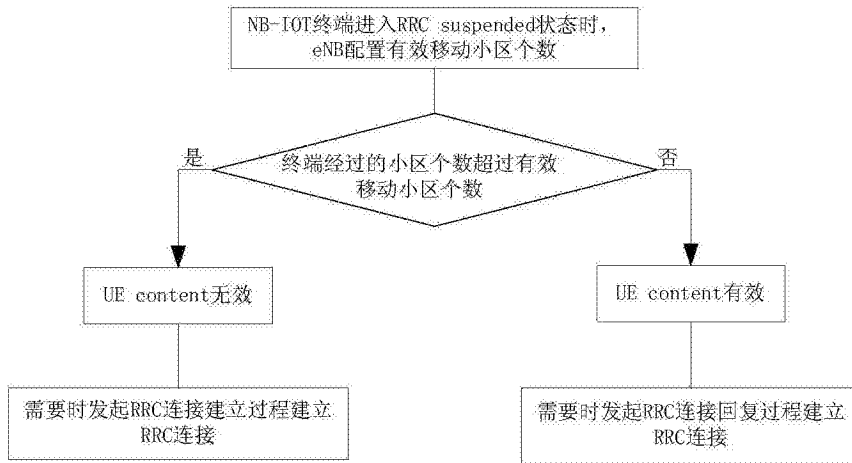 NB-IOT终端进入RRC suspended状态时，
eNB配置有效移动小区个数
是
终端经过的小区个数超过有效
移动小区个数
否
UE content无效
UE content有效
需要时发起RRC连接建立过程建立
RRC连接
需要时发起RRC连接回复过程建立
RRC连接